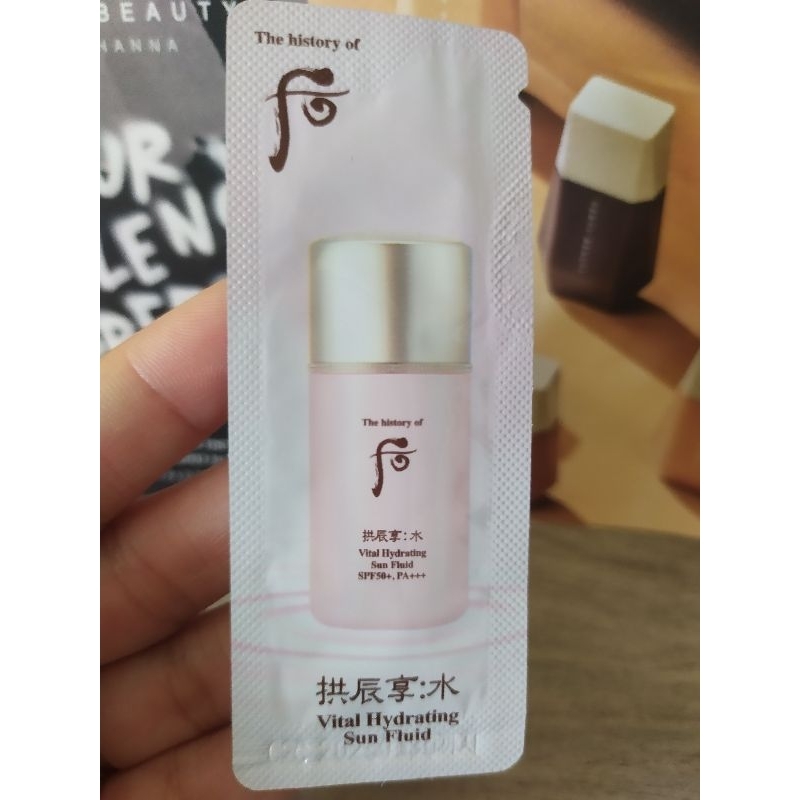 BEAUTY
The history of
后
The history of
后
拱辰享:水
Vital Hydrating
Sun Fluid
SPF50+, PA+++
拱辰享:水
Vital Hydrating
Sun Fluid